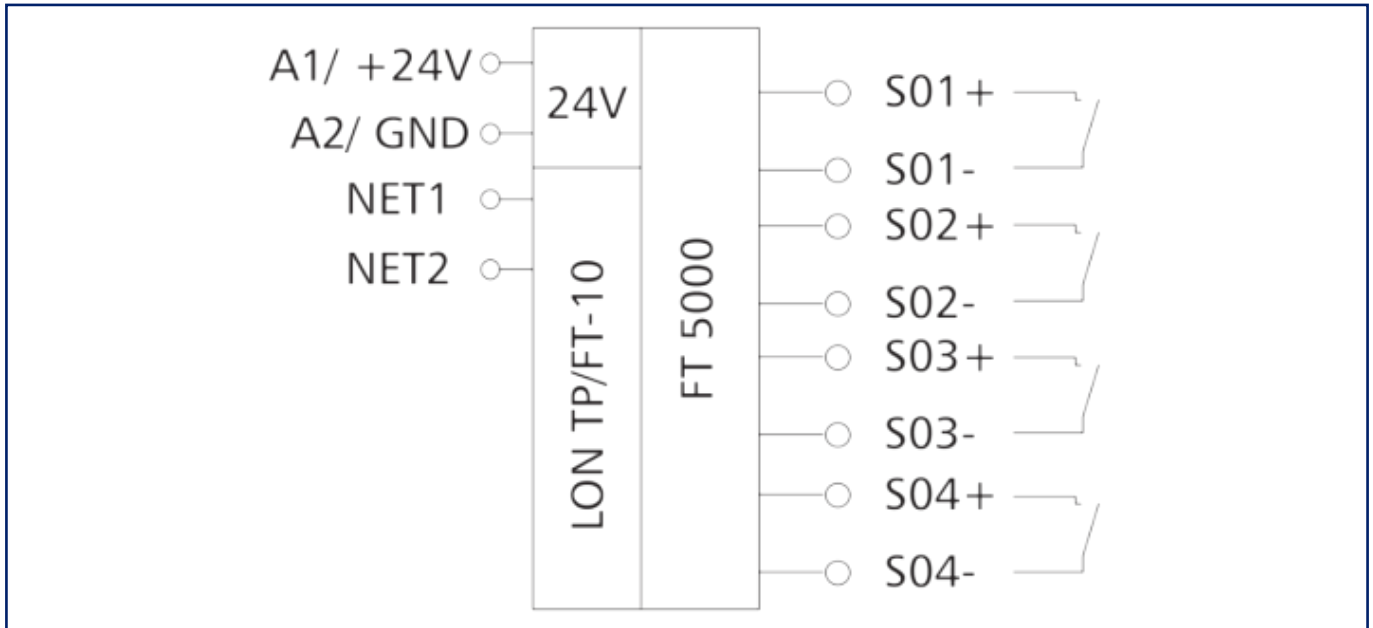 A1/ +24V
A2/ GND
NET1
NET2
24V
LON TP/FT-10
FT 5000
S01+
S01-
S02+
S02-
S03+
S03-
S04+
S04-